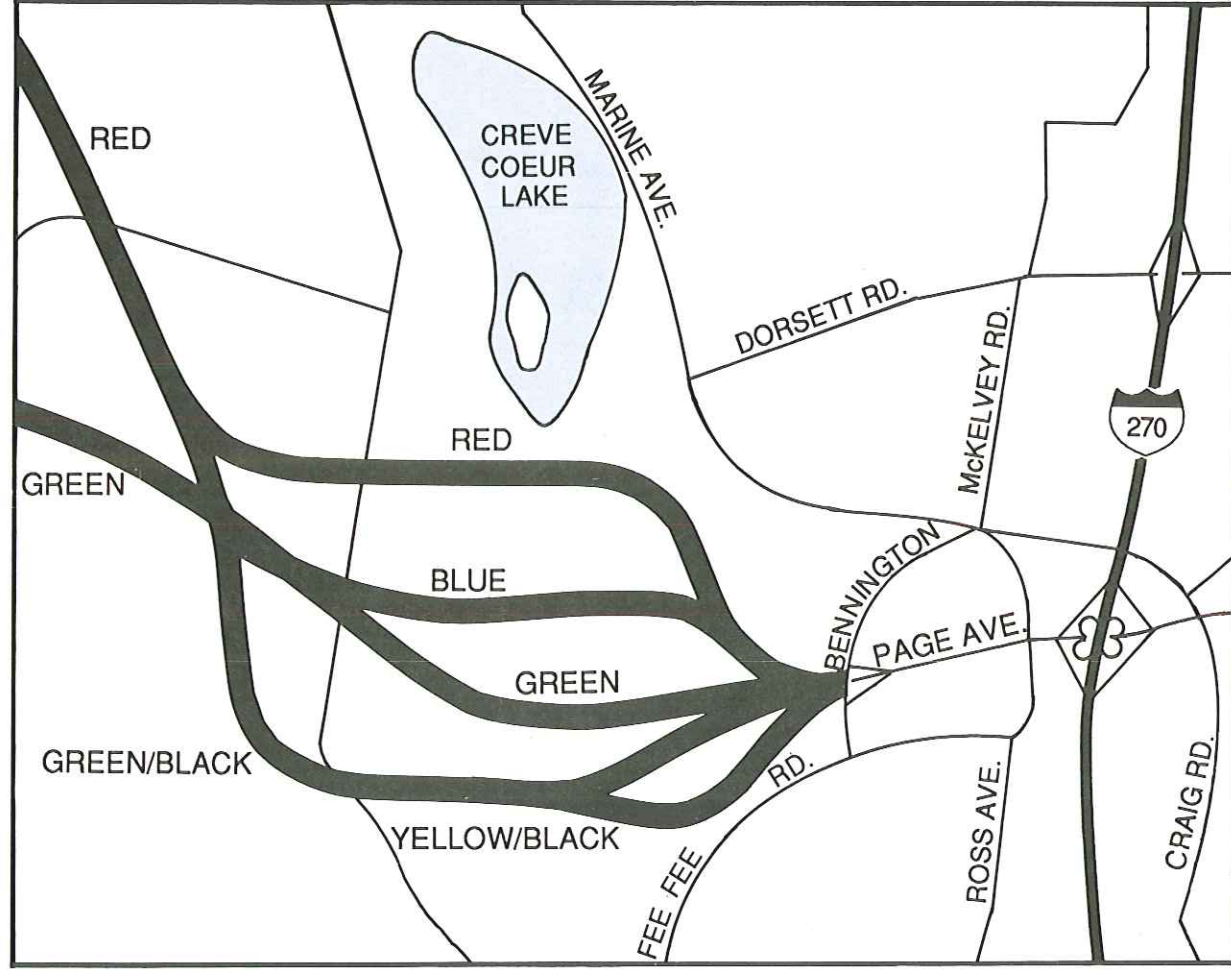 RED
CREVE
COEUR
LAKE
MARINE AVE.
DORSETT RD.
McKELVEY RD.
270
RED
GREEN
BLUE
BENNINGTON
PAGE AVE.
GREEN
GREEN/BLACK
YELLOW/BLACK
FEE FEE RD.
ROSS AVE.
CRAIG RD.